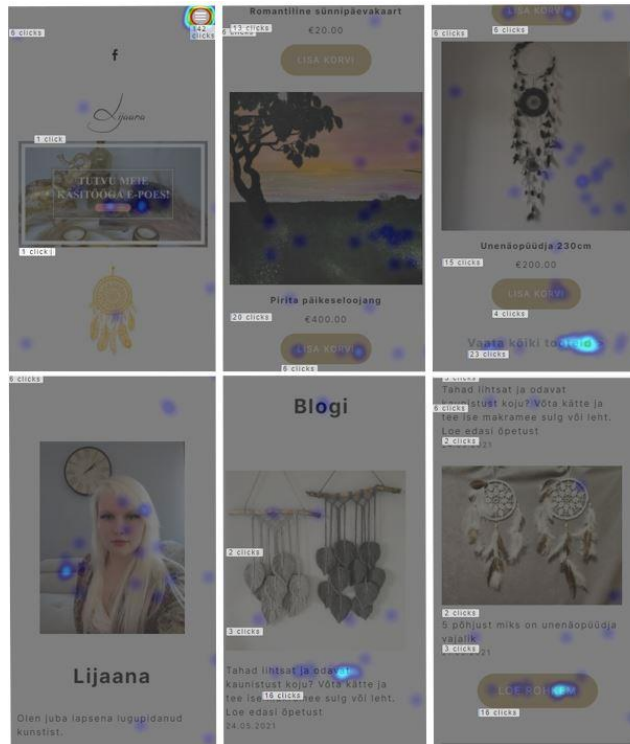 6 clicks
142
clicks
f
Lijaana
1 click
TUTVU MEIE
KÄSITÖÖGA E-POES!
1 click
Romantiline sünnipäevakaart
6 clicks
13 clicks
€20.00
LISA KORVI
Pirita päikeseloojang
€400.00
20 clicks
LISA KORVI
6 clicks
6 clicks
6 clicks
Unenäopüüdja 230cm
15 clicks
€200.00
LISA KORVI
4 clicks
Vaata kõiki tooteid >
23 clicks
6 clicks
Lijaana
Olen juba lapsena lugupidanud
kunstist.
Blogi
2 clicks
3 clicks
Tahad lihtsat ja odavat
kaunistust koju? Võta kätte ja
tee ise makramee sulg või leht.
16 clicks
Loe edasi õpetust
24.05.2021
Tahad lihtsat ja odavat
6 clicks
kaunistust koju? Võta kätte ja
tee ise makramee sulg või leht.
Loe edasi õpetust
2 clicks
2 clicks
5 põhjust miks on unenäopüüdja
vajalik
3 clicks
LOE ROHKEM
16 clicks